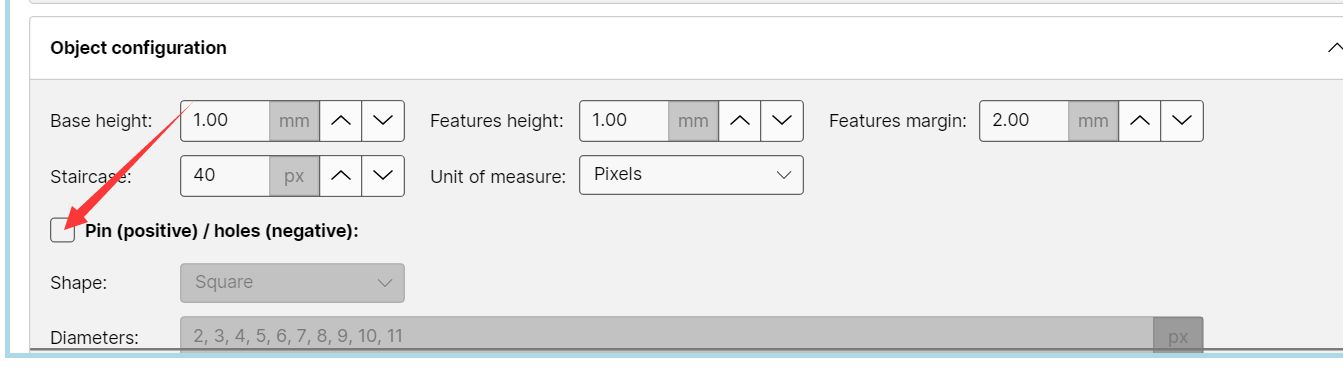 Object configuration
Base height: 1.00 mm Features height: 1.00 mm Features margin: 2.00 mm
Staircase: 40 px Unit of measure: Pixels
Pin (positive) / holes (negative):
Shape: Square
Diameters: 2, 3, 4, 5, 6, 7, 8, 9, 10, 11 px